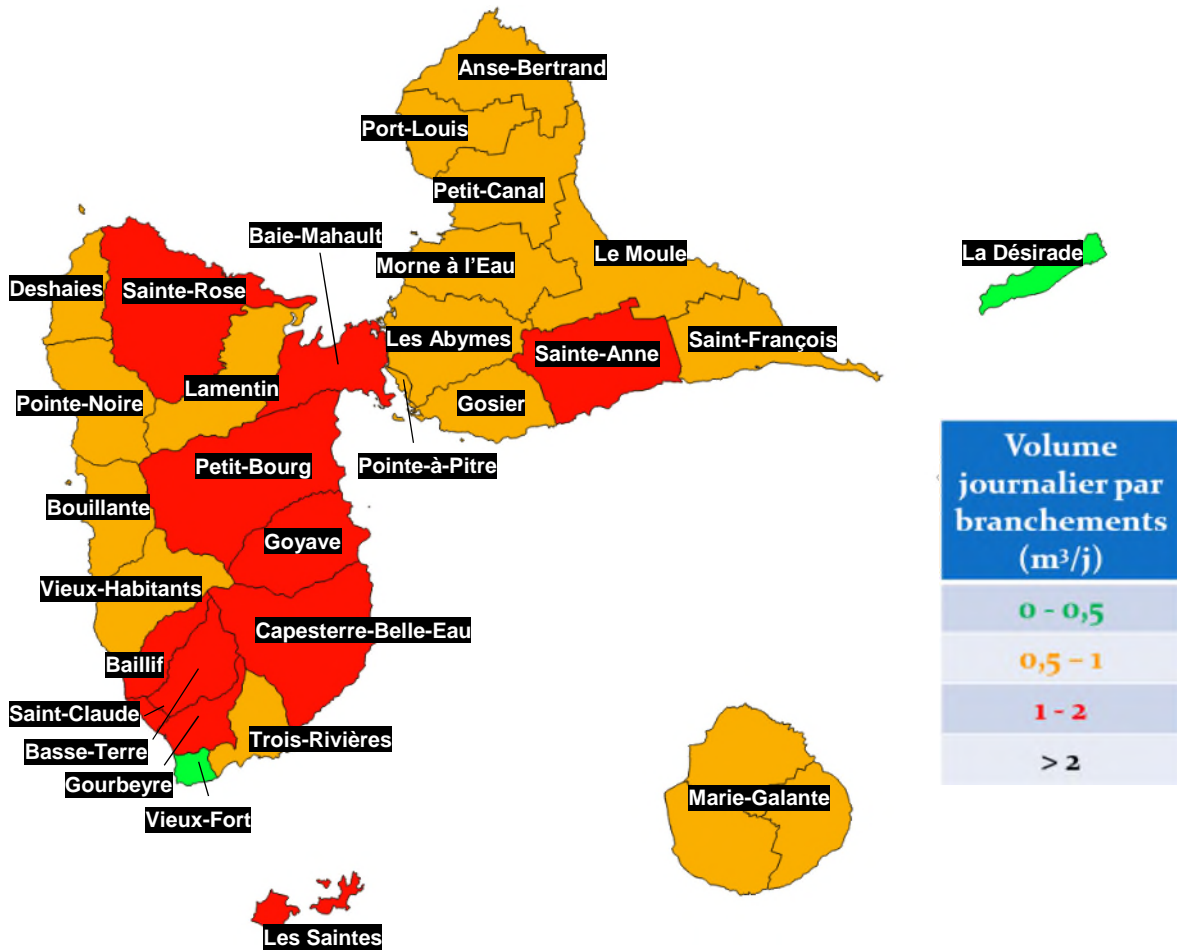 Anse-Bertrand
Port-Louis
Petit-Canal
Baie-Mahault
Morne à l'Eau
Le Moule
La Désirade
Deshaies
Sainte-Rose
Les Abymes
Sainte-Anne
Saint-François
Lamentin
Pointe-Noire
Gosier
Petit-Bourg
Pointe-à-Pitre
Bouillante
Goyave
Vieux-Habitants
Capesterre-Belle-Eau
Baillif
Saint-Claude
Basse-Terre
Trois-Rivières
Gourbeyre
Vieux-Fort
Marie-Galante
Les Saintes
Volume
journalier par
branchements
(m³/j)
0 - 0,5
0,5 – 1
1 - 2
> 2